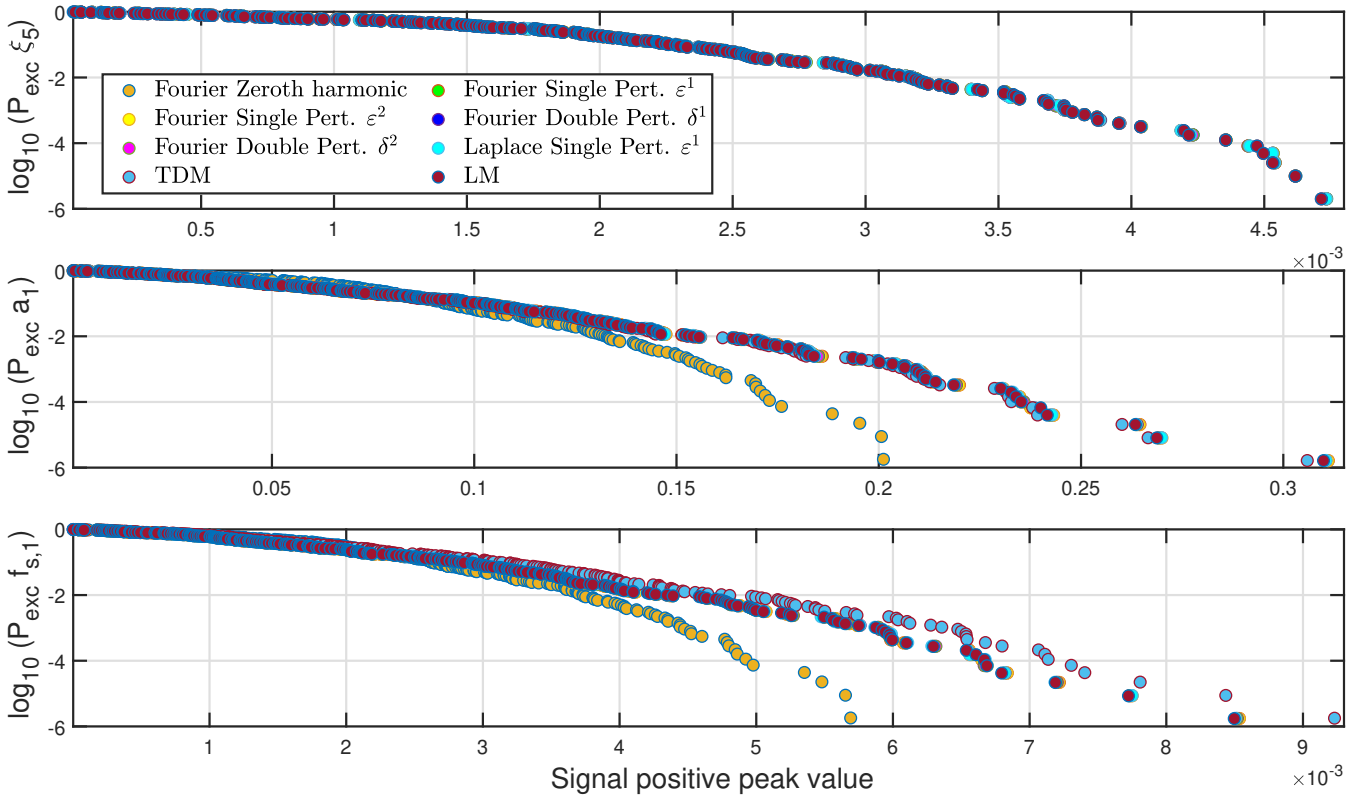 log₁₀ (P_exc ξ₅)
0
-2
-4
-6
Fourier Zeroth harmonic
Fourier Single Pert. ε¹
Fourier Single Pert. ε²
Fourier Double Pert. δ¹
Fourier Double Pert. δ²
Laplace Single Pert. ε¹
TDM
LM
0.5 1 1.5 2 2.5 3 3.5 4 4.5
×10⁻³
log₁₀ (P_exc a₁)
0
-2
-4
-6
0.05 0.1 0.15 0.2 0.25 0.3
log₁₀ (P_exc f_s,1)
0
-2
-4
-6
1 2 3 4 5 6 7 8 9
Signal positive peak value
×10⁻³